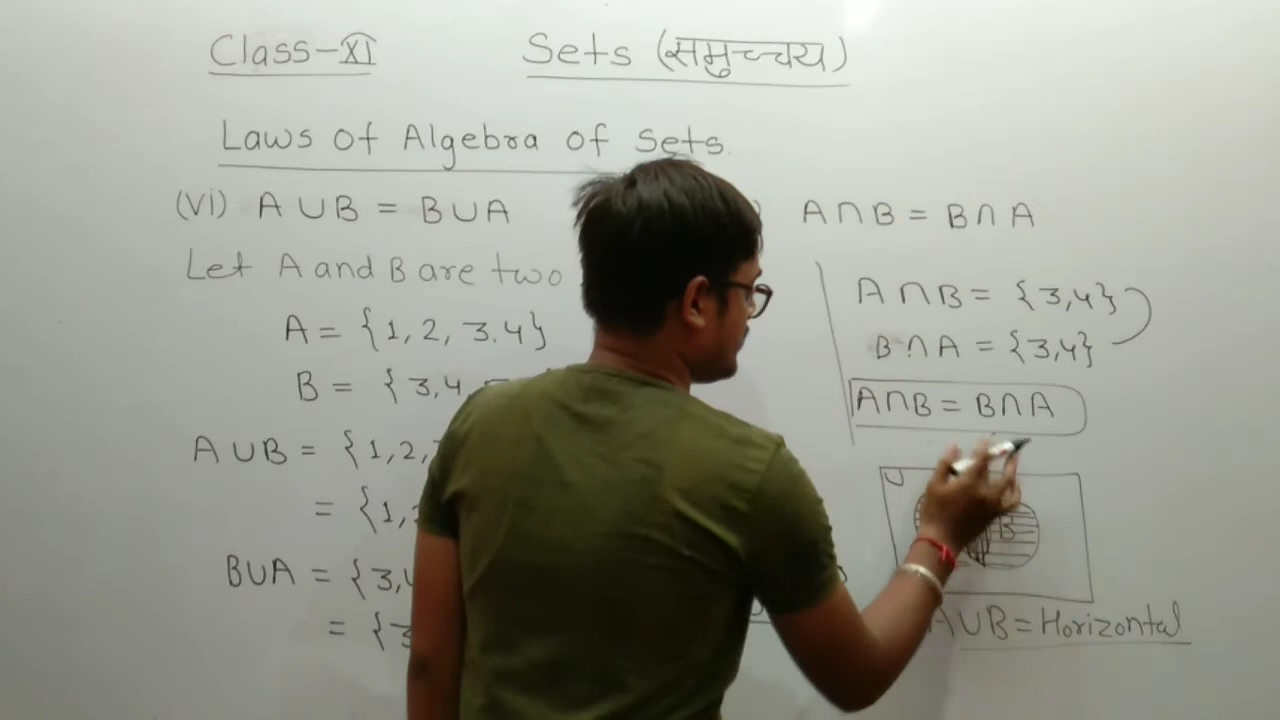 Class-XI Sets (समुच्चय)
Laws of Algebra of Sets
(vi) A∪B = B∪A
A∩B = B∩A
Let A and B are two
A = {1, 2, 3.4}
B = {3,4
A∪B = {1,2,
= {1,
B∪A = {3,4
= {3
A∩B = {3,4}
B∩A = {3,4}
A∩B = B∩A
U
B
A∪B = Horizontal